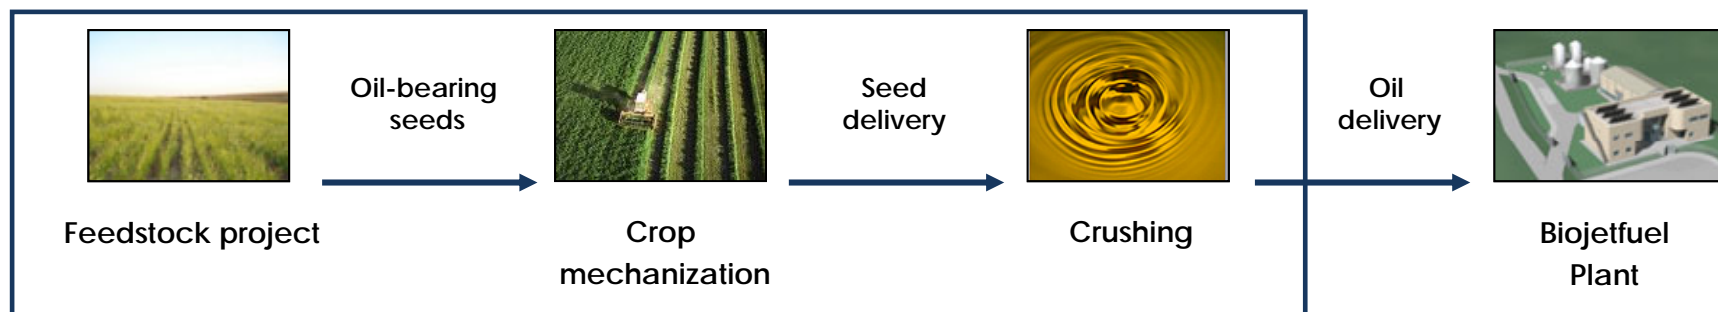 Oil-bearing
seeds
Seed
delivery
Oil
delivery
Feedstock project
Crop
mechanization
Crushing
Biojetfuel
Plant